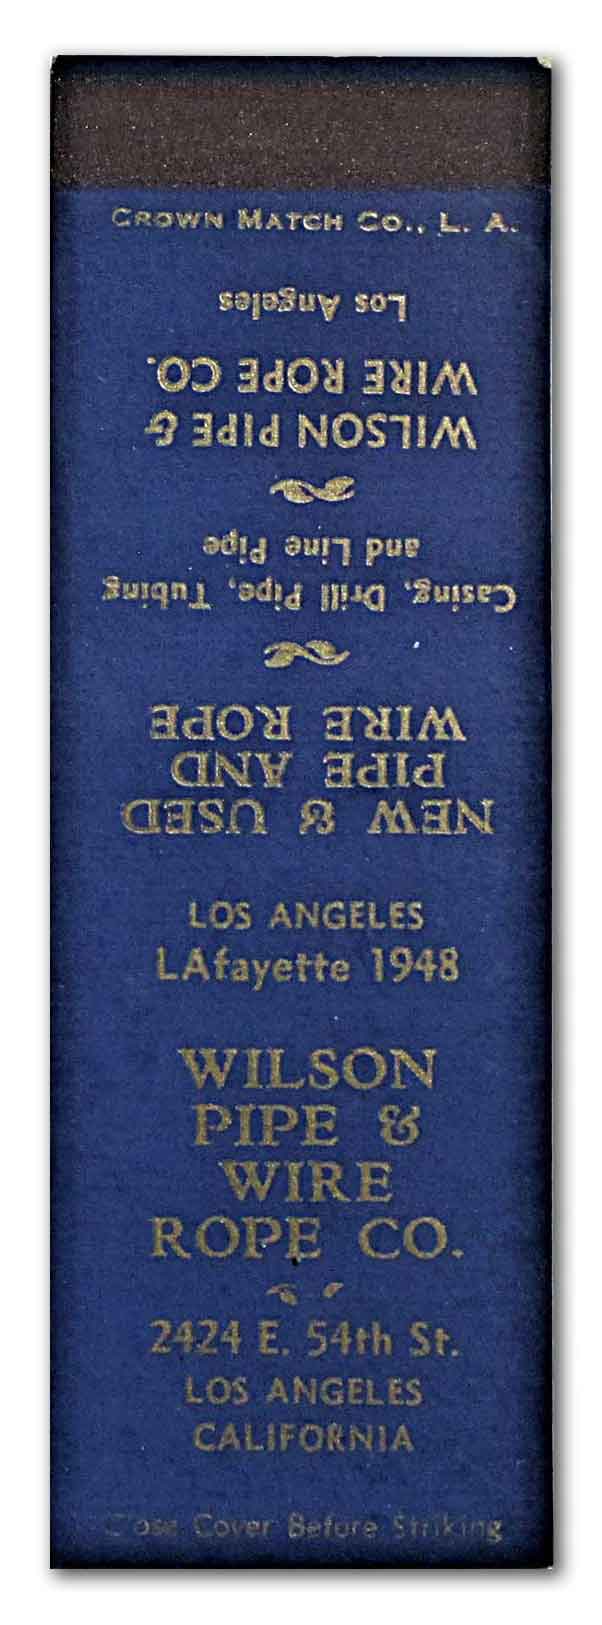 CROWN MATCH CO., L. A.
NEW & USED
PIPE AND
WIRE ROPE
Casing, Drill Pipe, Tubing
and Line Pipe
WILSON PIPE &
WIRE ROPE CO.
Los Angeles
LOS ANGELES
LAfayette 1948
WILSON
PIPE &
WIRE
ROPE CO.
2424 E. 54th St.
LOS ANGELES
CALIFORNIA
Close Cover Before Striking